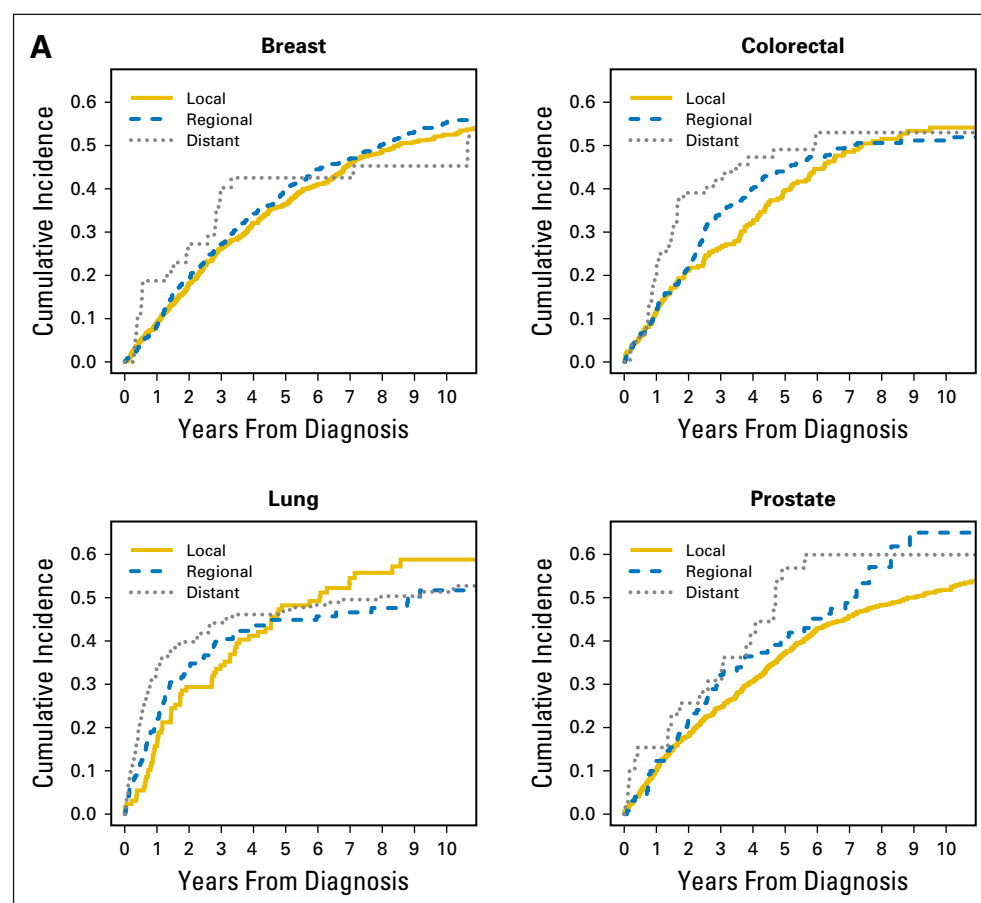 A
Breast
Cumulative Incidence
0.6
0.5
0.4
0.3
0.2
0.1
0.0
Local
Regional
Distant
0 1 2 3 4 5 6 7 8 9 10
Years From Diagnosis
Colorectal
Cumulative Incidence
0.6
0.5
0.4
0.3
0.2
0.1
0.0
Local
Regional
Distant
0 1 2 3 4 5 6 7 8 9 10
Years From Diagnosis
Lung
Cumulative Incidence
0.6
0.5
0.4
0.3
0.2
0.1
0.0
Local
Regional
Distant
0 1 2 3 4 5 6 7 8 9 10
Years From Diagnosis
Prostate
Cumulative Incidence
0.6
0.5
0.4
0.3
0.2
0.1
0.0
Local
Regional
Distant
0 1 2 3 4 5 6 7 8 9 10
Years From Diagnosis